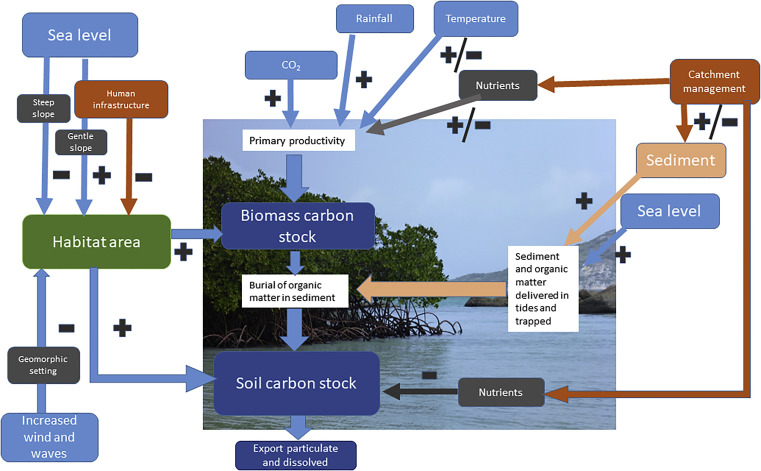 Sea level
Steep
slope
Human
infrastructure
Gentle
slope
−
+
−
Habitat area
+
−
+
Geomorphic
setting
Increased
wind and
waves
Rainfall
Temperature
CO₂
+
+
+/−
Nutrients
+/−
Primary productivity
Biomass carbon
stock
Burial of organic
matter in sediment
Soil carbon stock
Export particulate
and dissolved
Catchment
management
+/−
Sediment
+
Sea level
+
Sediment
and organic
matter
delivered in
tides and
trapped
−
Nutrients